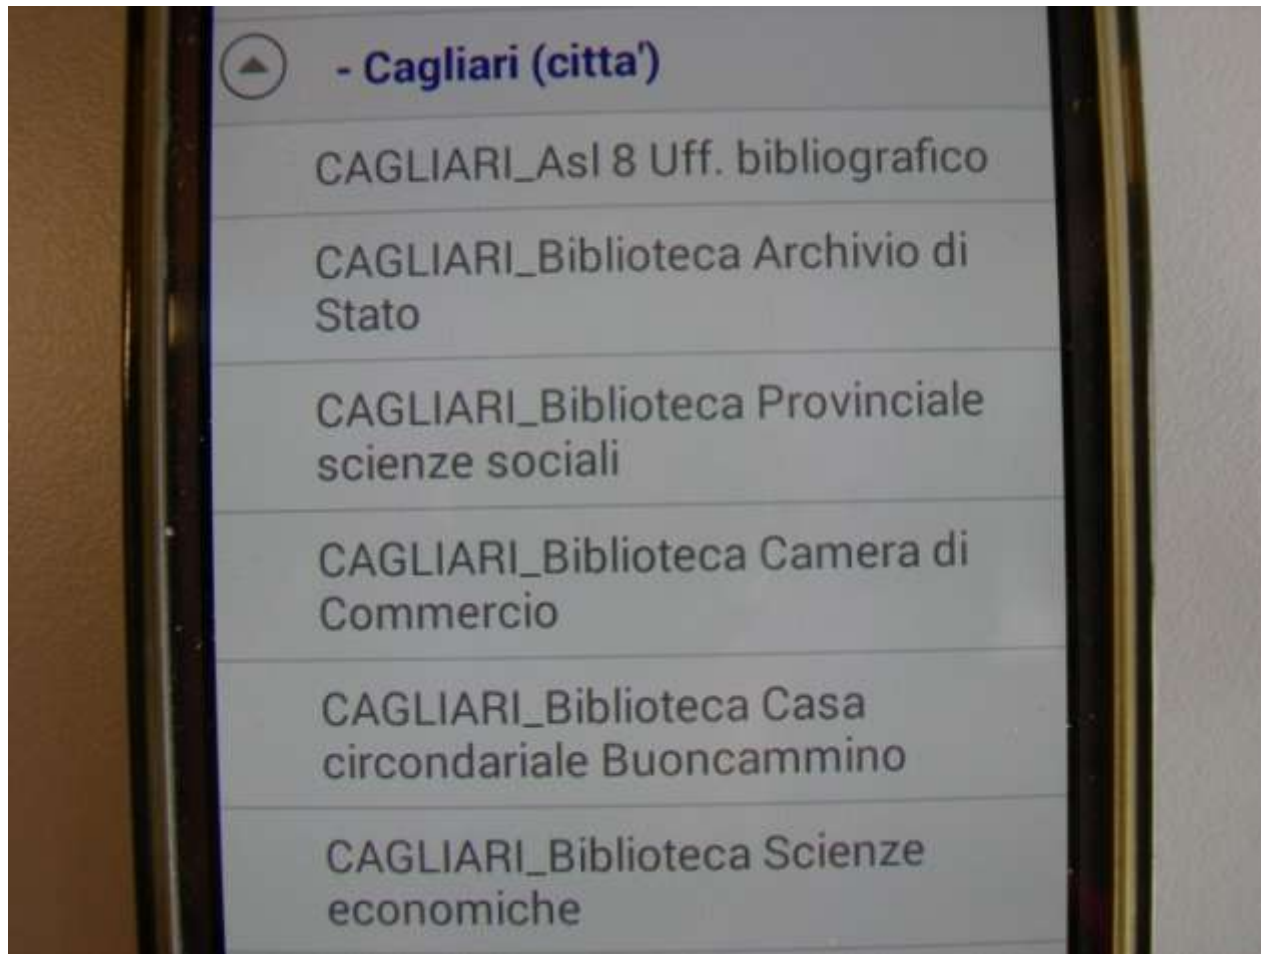 - Cagliari (citta')
CAGLIARI_Asl 8 Uff. bibliografico
CAGLIARI_Biblioteca Archivio di
Stato
CAGLIARI_Biblioteca Provinciale
scienze sociali
CAGLIARI_Biblioteca Camera di
Commercio
CAGLIARI_Biblioteca Casa
circondariale Buoncammino
CAGLIARI_Biblioteca Scienze
economiche